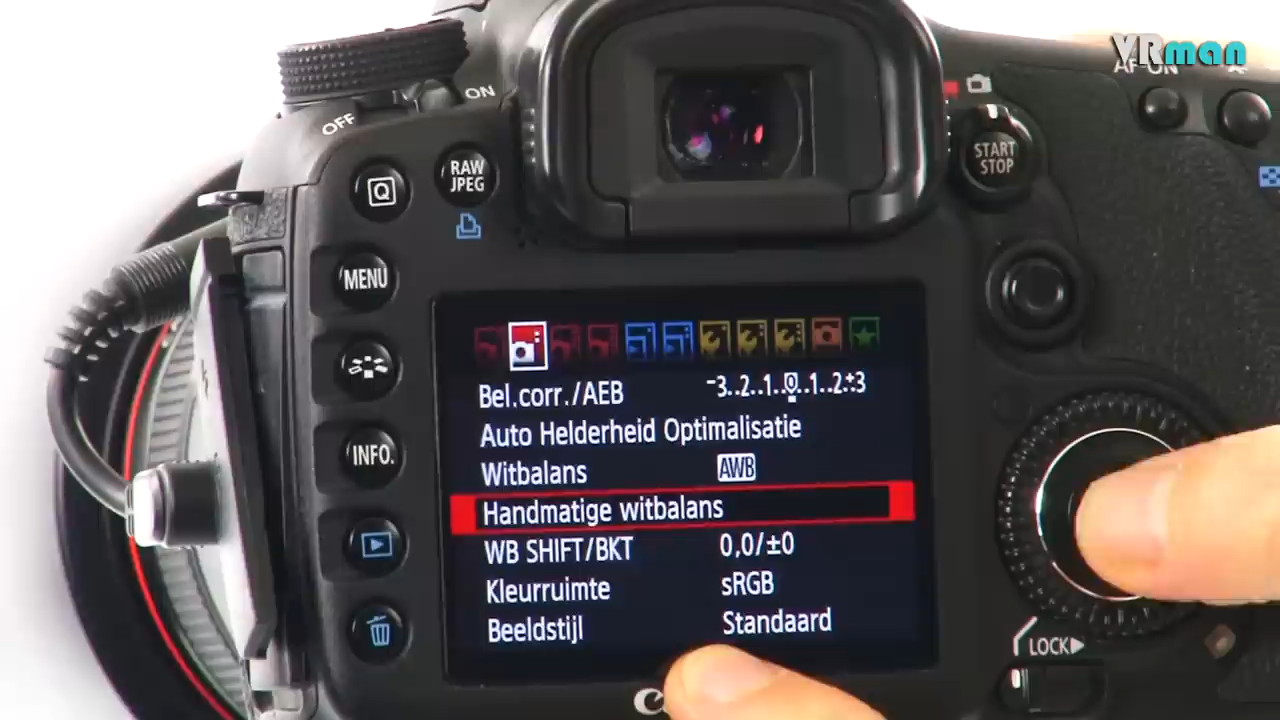 VRman
AF-ON
ON
OFF
Q
RAW
JPEG
START
STOP
MENU
INFO.
Bel.corr./AEB -3..2..1..0..1..2..+3
Auto Helderheid Optimalisatie
Witbalans AWB
Handmatige witbalans
WB SHIFT/BKT 0,0/±0
Kleurruimte sRGB
Beeldstijl Standaard
LOCK